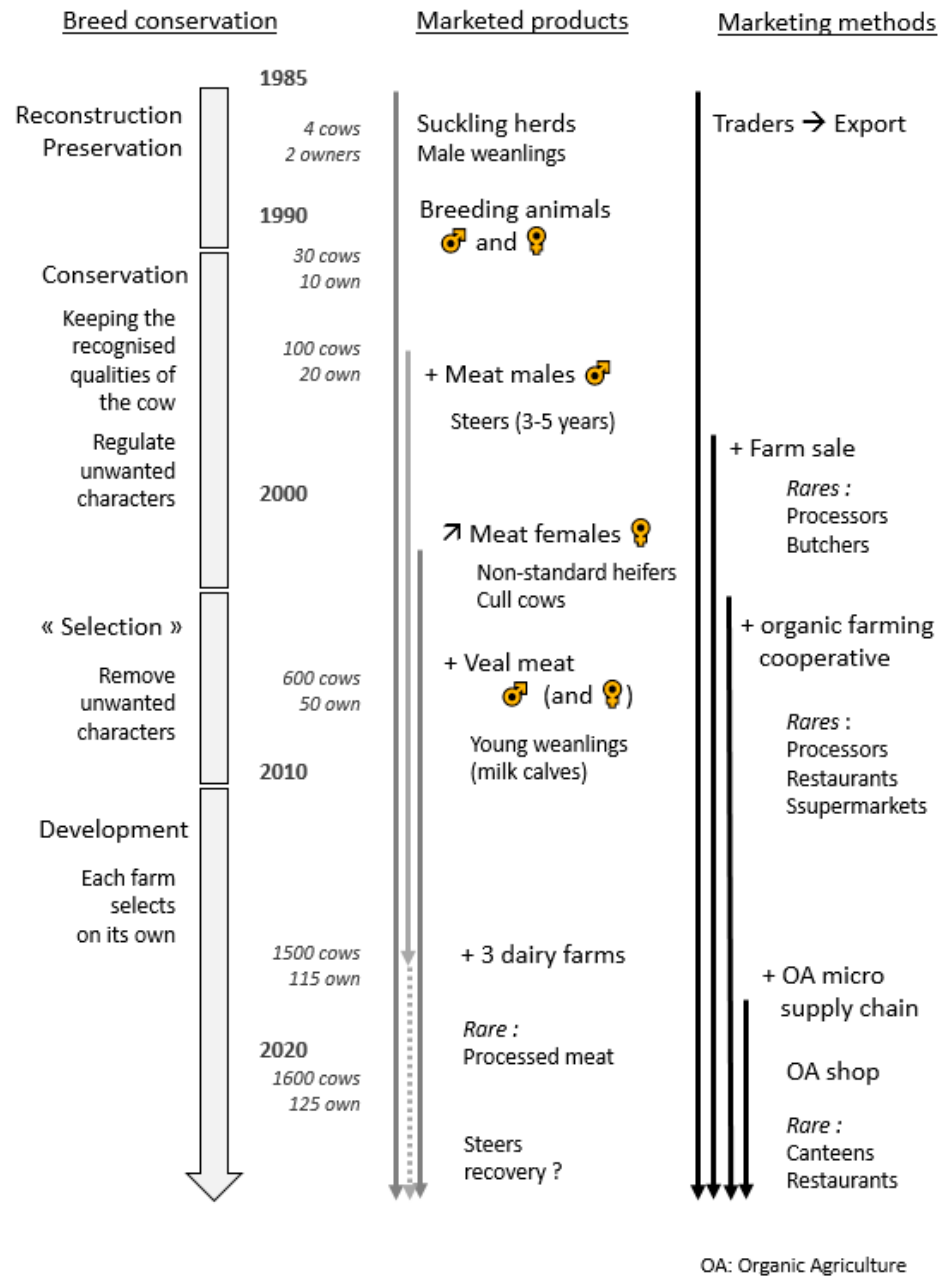 Breed conservation
Marketed products
Marketing methods
1985
Reconstruction
Preservation
4 cows
2 owners
1990
30 cows
10 own
Conservation
Keeping the
recognised
qualities of
the cow
100 cows
20 own
Regulate
unwanted
characters
2000
« Selection »
Remove
unwanted
characters
600 cows
50 own
2010
Development
Each farm
selects
on its own
1500 cows
115 own
2020
1600 cows
125 own
Suckling herds
Male weanlings
Breeding animals
♂ and ♀
+ Meat males ♂
Steers (3-5 years)
↗ Meat females ♀
Non-standard heifers
Cull cows
+ Veal meat
♂ (and ♀)
Young weanlings
(milk calves)
+ 3 dairy farms
Rare :
Processed meat
Steers
recovery ?
Traders → Export
+ Farm sale
Rares :
Processors
Butchers
+ organic farming
cooperative
Rares :
Processors
Restaurants
Ssupermarkets
+ OA micro
supply chain
OA shop
Rare :
Canteens
Restaurants
OA: Organic Agriculture